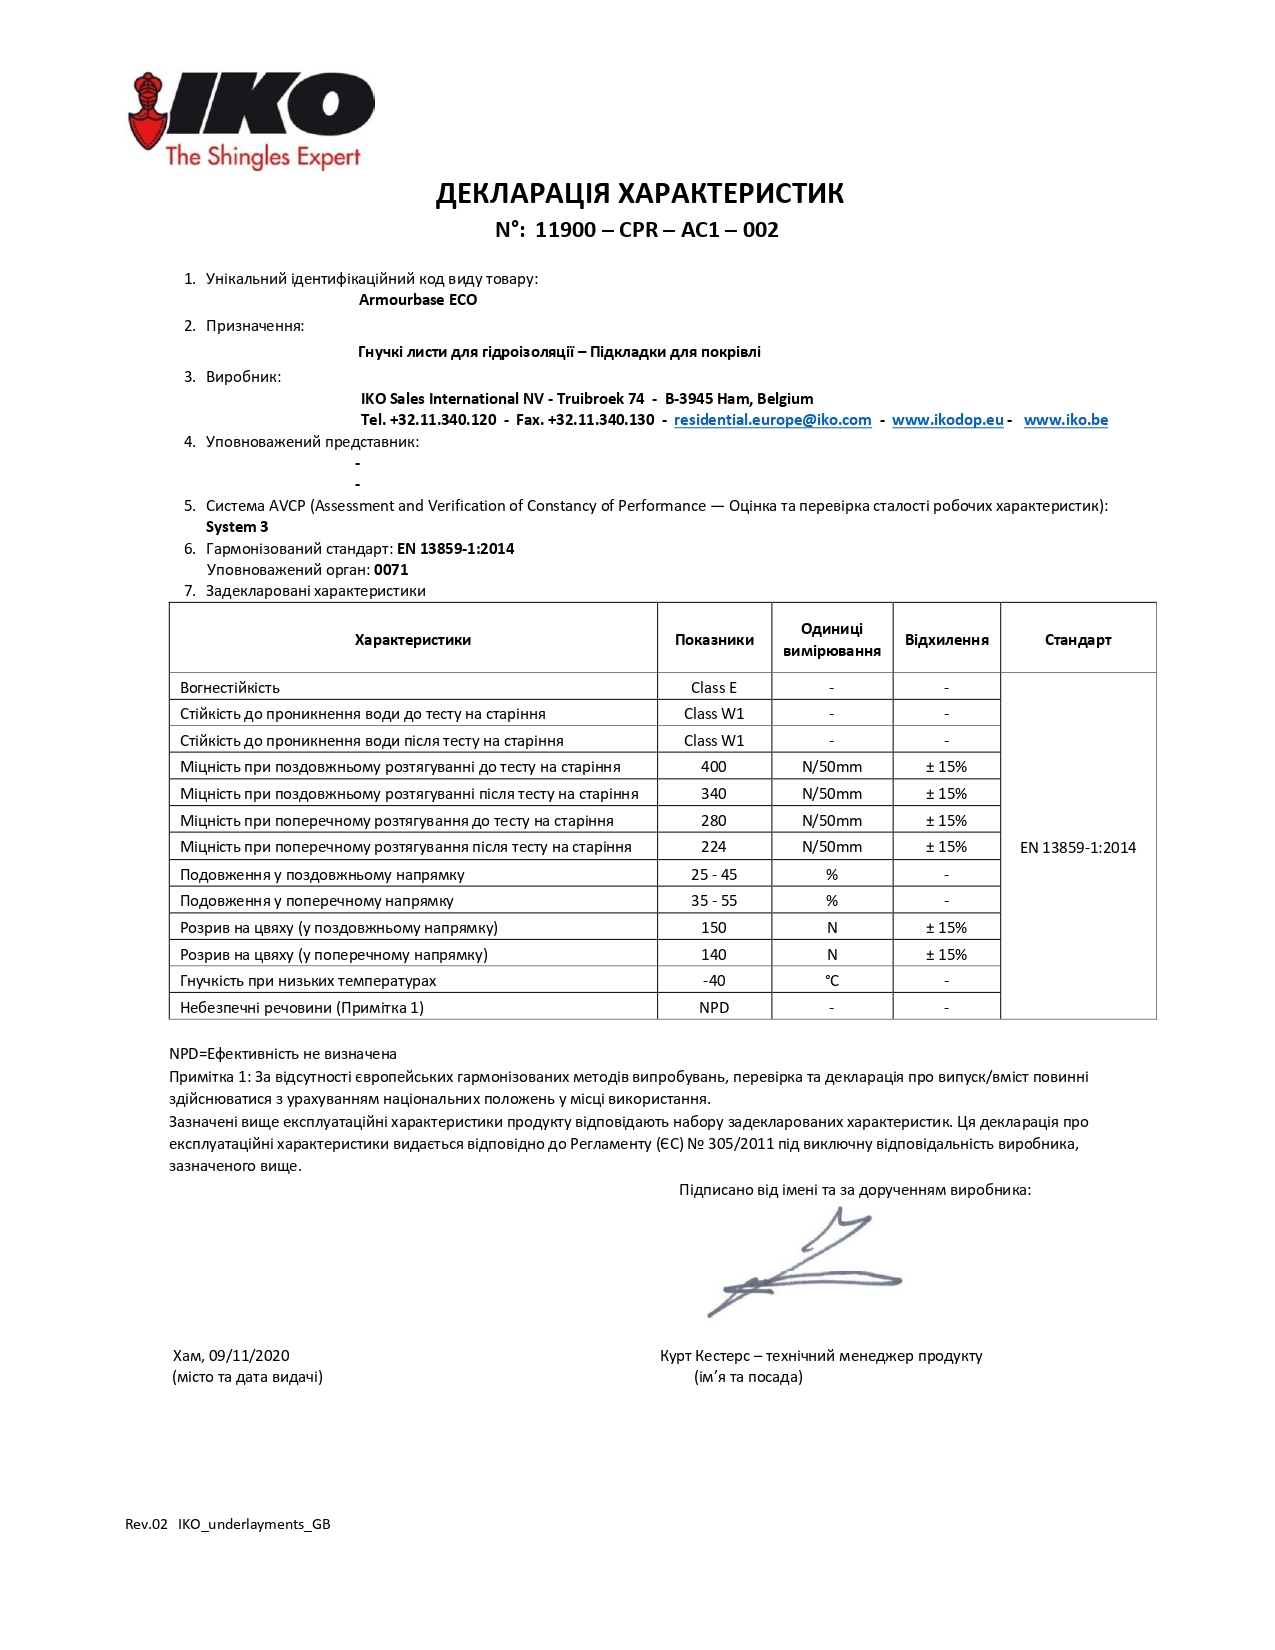 IKO
The Shingles Expert
ДЕКЛАРАЦІЯ ХАРАКТЕРИСТИК
N°: 11900 – CPR – AC1 – 002
1. Унікальний ідентифікаційний код виду товару:
Armourbase ECO
2. Призначення:
Гнучкі листи для гідроізоляції – Підкладки для покрівлі
3. Виробник:
IKO Sales International NV - Truibroek 74 - B-3945 Ham, Belgium
Tel. +32.11.340.120 - Fax. +32.11.340.130 - residential.europe@iko.com - www.ikodop.eu - www.iko.be
4. Уповноважений представник:
-
-
5. Система AVCP (Assessment and Verification of Constancy of Performance — Оцінка та перевірка сталості робочих характеристик):
System 3
6. Гармонізований стандарт: EN 13859-1:2014
Уповноважений орган: 0071
7. Задекларовані характеристики
Характеристики Показники Одиниці вимірювання Відхилення Стандарт
Вогнестійкість Class E - -
Стійкість до проникнення води до тесту на старіння Class W1 - -
Стійкість до проникнення води після тесту на старіння Class W1 - -
Міцність при поздовжньому розтягуванні до тесту на старіння 400 N/50mm ± 15%
Міцність при поздовжньому розтягуванні після тесту на старіння 340 N/50mm ± 15%
Міцність при поперечному розтягування до тесту на старіння 280 N/50mm ± 15%
Міцність при поперечному розтягування після тесту на старіння 224 N/50mm ± 15% EN 13859-1:2014
Подовження у поздовжньому напрямку 25 - 45 % -
Подовження у поперечному напрямку 35 - 55 % -
Розрив на цвяху (у поздовжньому напрямку) 150 N ± 15%
Розрив на цвяху (у поперечному напрямку) 140 N ± 15%
Гнучкість при низьких температурах -40 °C -
Небезпечні речовини (Примітка 1) NPD - -
NPD=Ефективність не визначена
Примітка 1: За відсутності європейських гармонізованих методів випробувань, перевірка та декларація про випуск/вміст повинні
здійснюватися з урахуванням національних положень у місці використання.
Зазначені вище експлуатаційні характеристики продукту відповідають набору задекларованих характеристик. Ця декларація про
експлуатаційні характеристики видається відповідно до Регламенту (ЄС) № 305/2011 під виключну відповідальність виробника,
зазначеного вище.
Підписано від імені та за дорученням виробника:
Хам, 09/11/2020 Курт Кестерс – технічний менеджер продукту
(місто та дата видачі) (ім’я та посада)
Rev.02 IKO_underlayments_GB